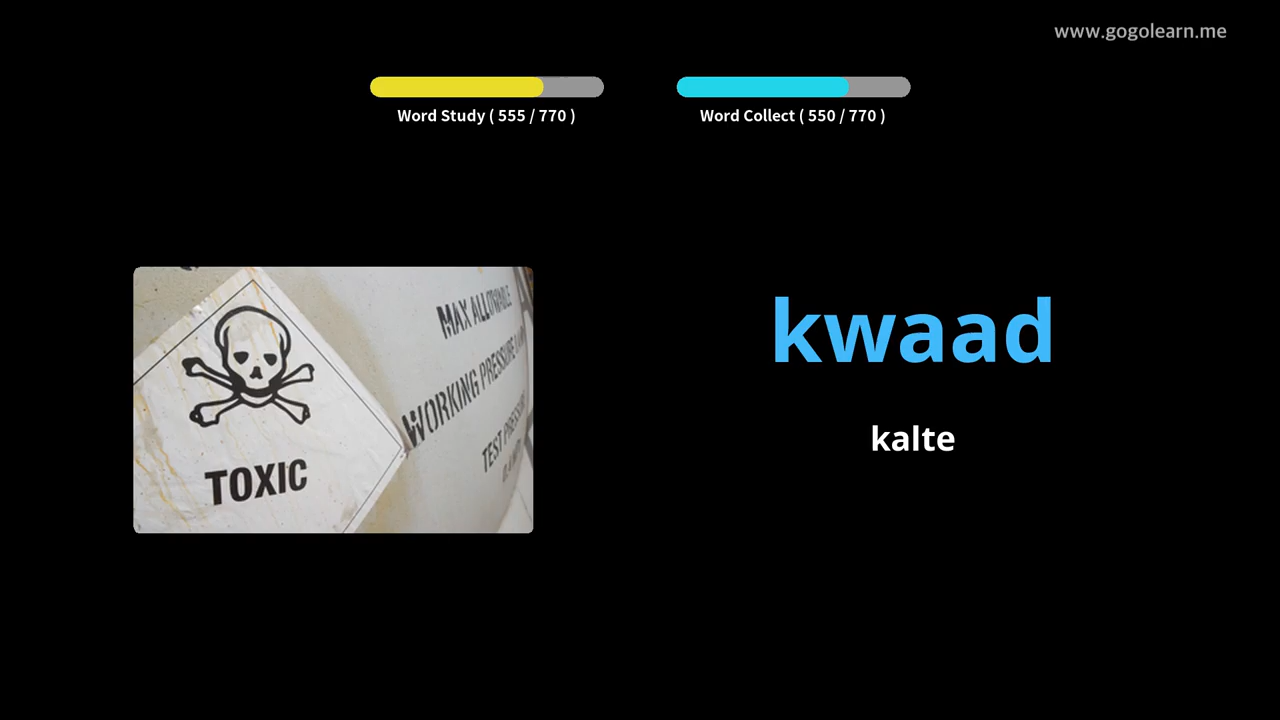 www.gogolearn.me
Word Study ( 555 / 770 )
Word Collect ( 550 / 770 )
TOXIC
MAX ALLOWABLE
WORKING PRESSURE
TEST PRESSURE
kwaad
kalte